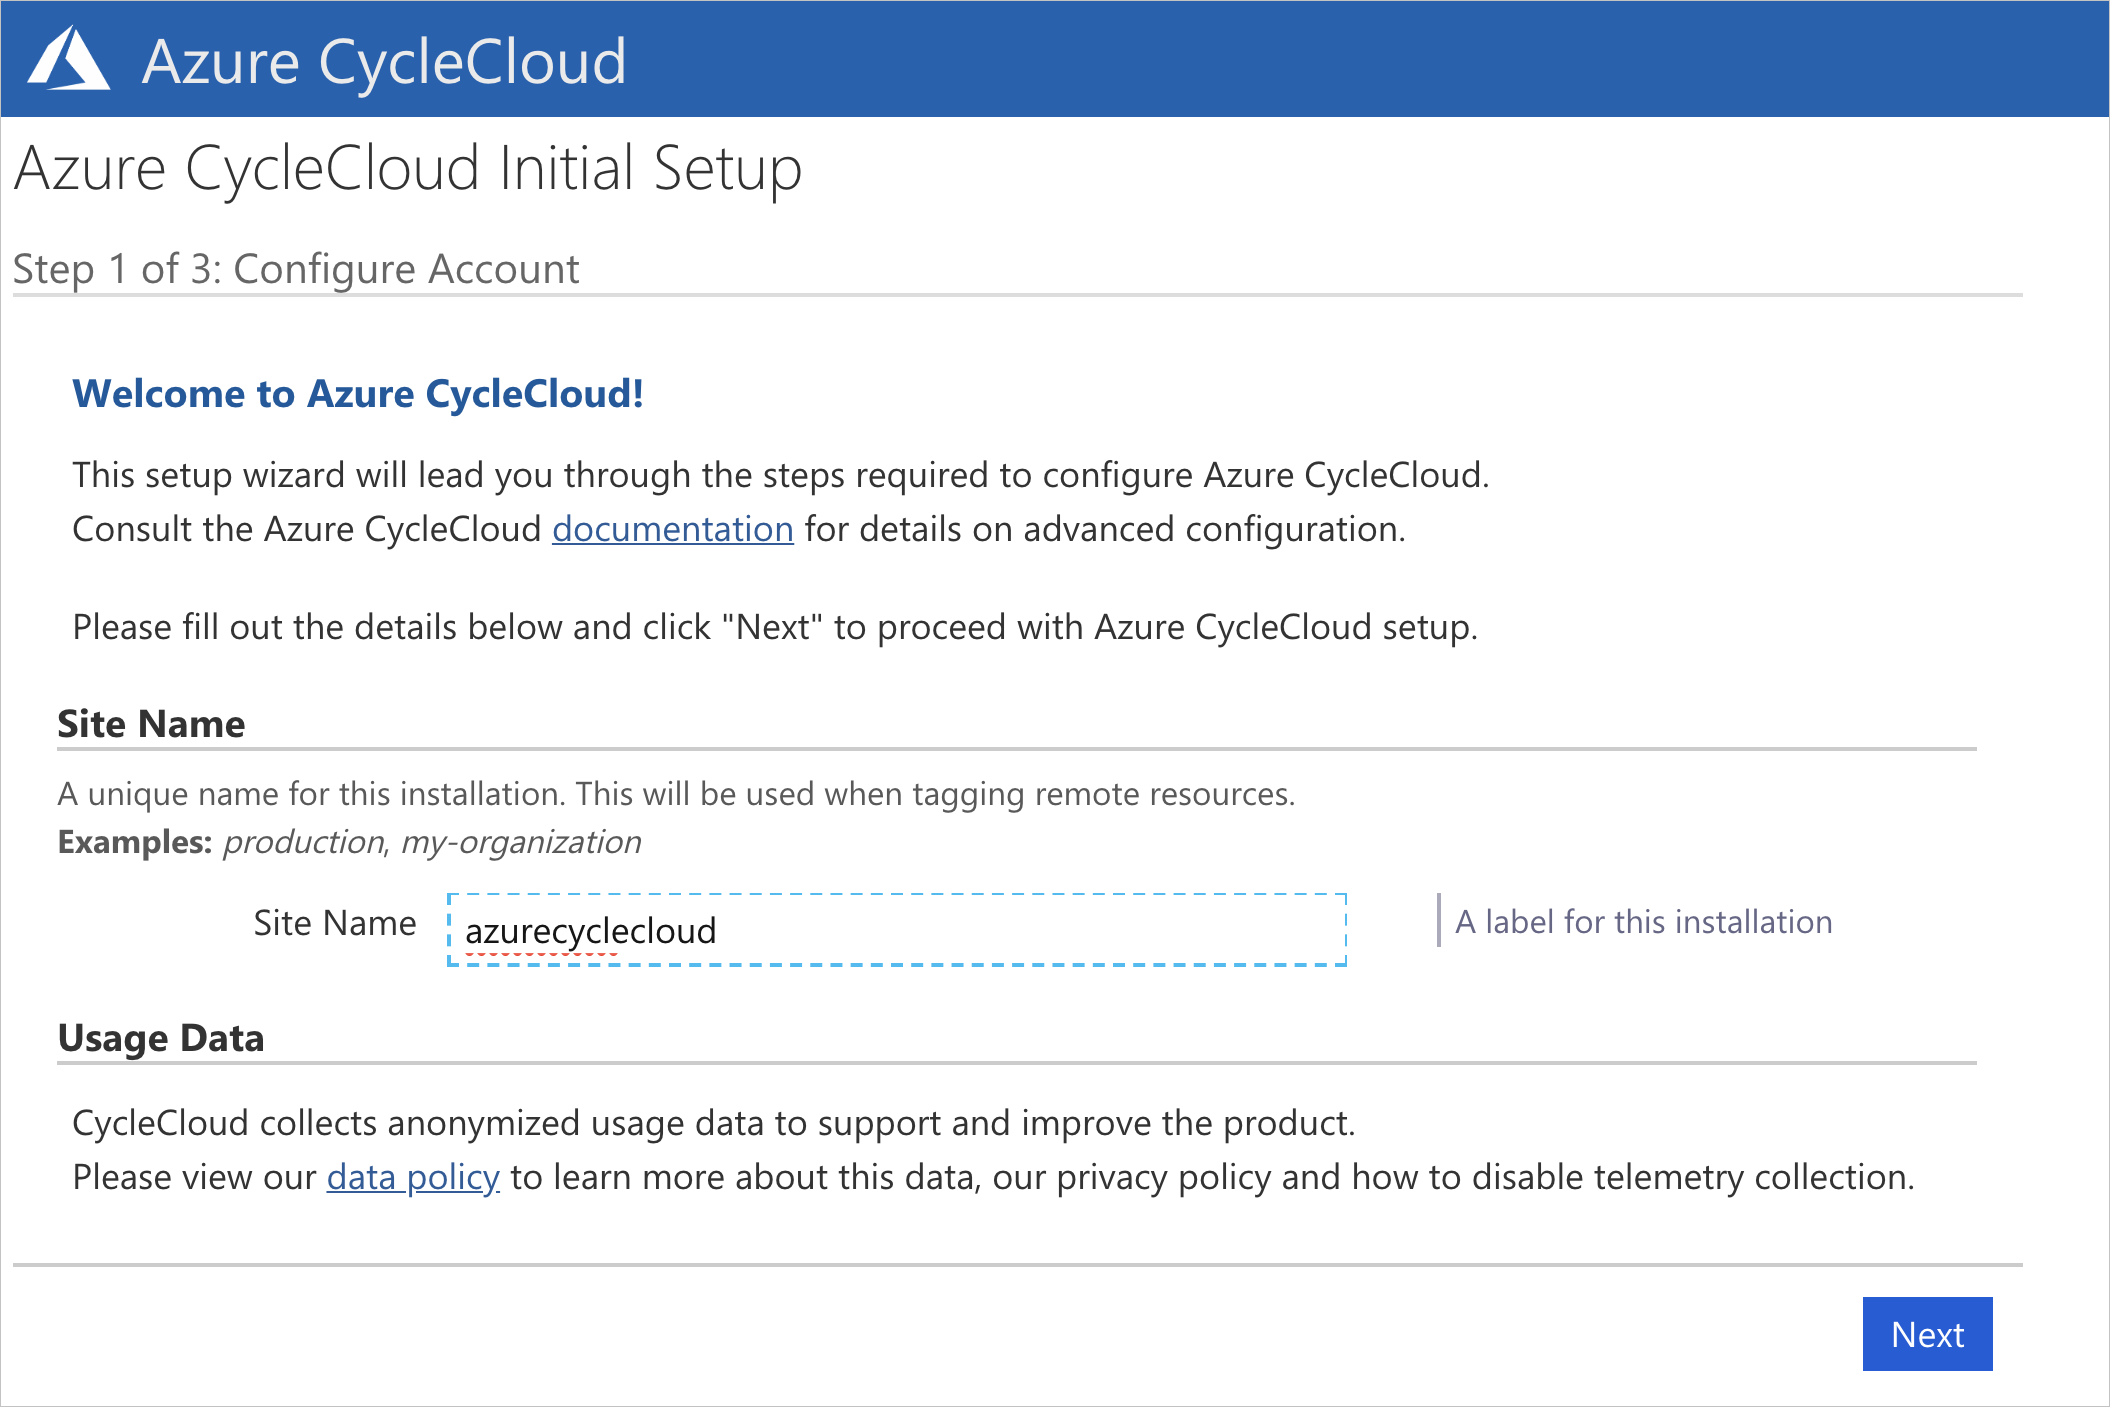 Azure CycleCloud
Azure CycleCloud Initial Setup
Step 1 of 3: Configure Account
Welcome to Azure CycleCloud!
This setup wizard will lead you through the steps required to configure Azure CycleCloud.
Consult the Azure CycleCloud documentation for details on advanced configuration.
Please fill out the details below and click "Next" to proceed with Azure CycleCloud setup.
Site Name
A unique name for this installation. This will be used when tagging remote resources.
Examples: production, my-organization
Site Name azurecyclecloud A label for this installation
Usage Data
CycleCloud collects anonymized usage data to support and improve the product.
Please view our data policy to learn more about this data, our privacy policy and how to disable telemetry collection.
Next